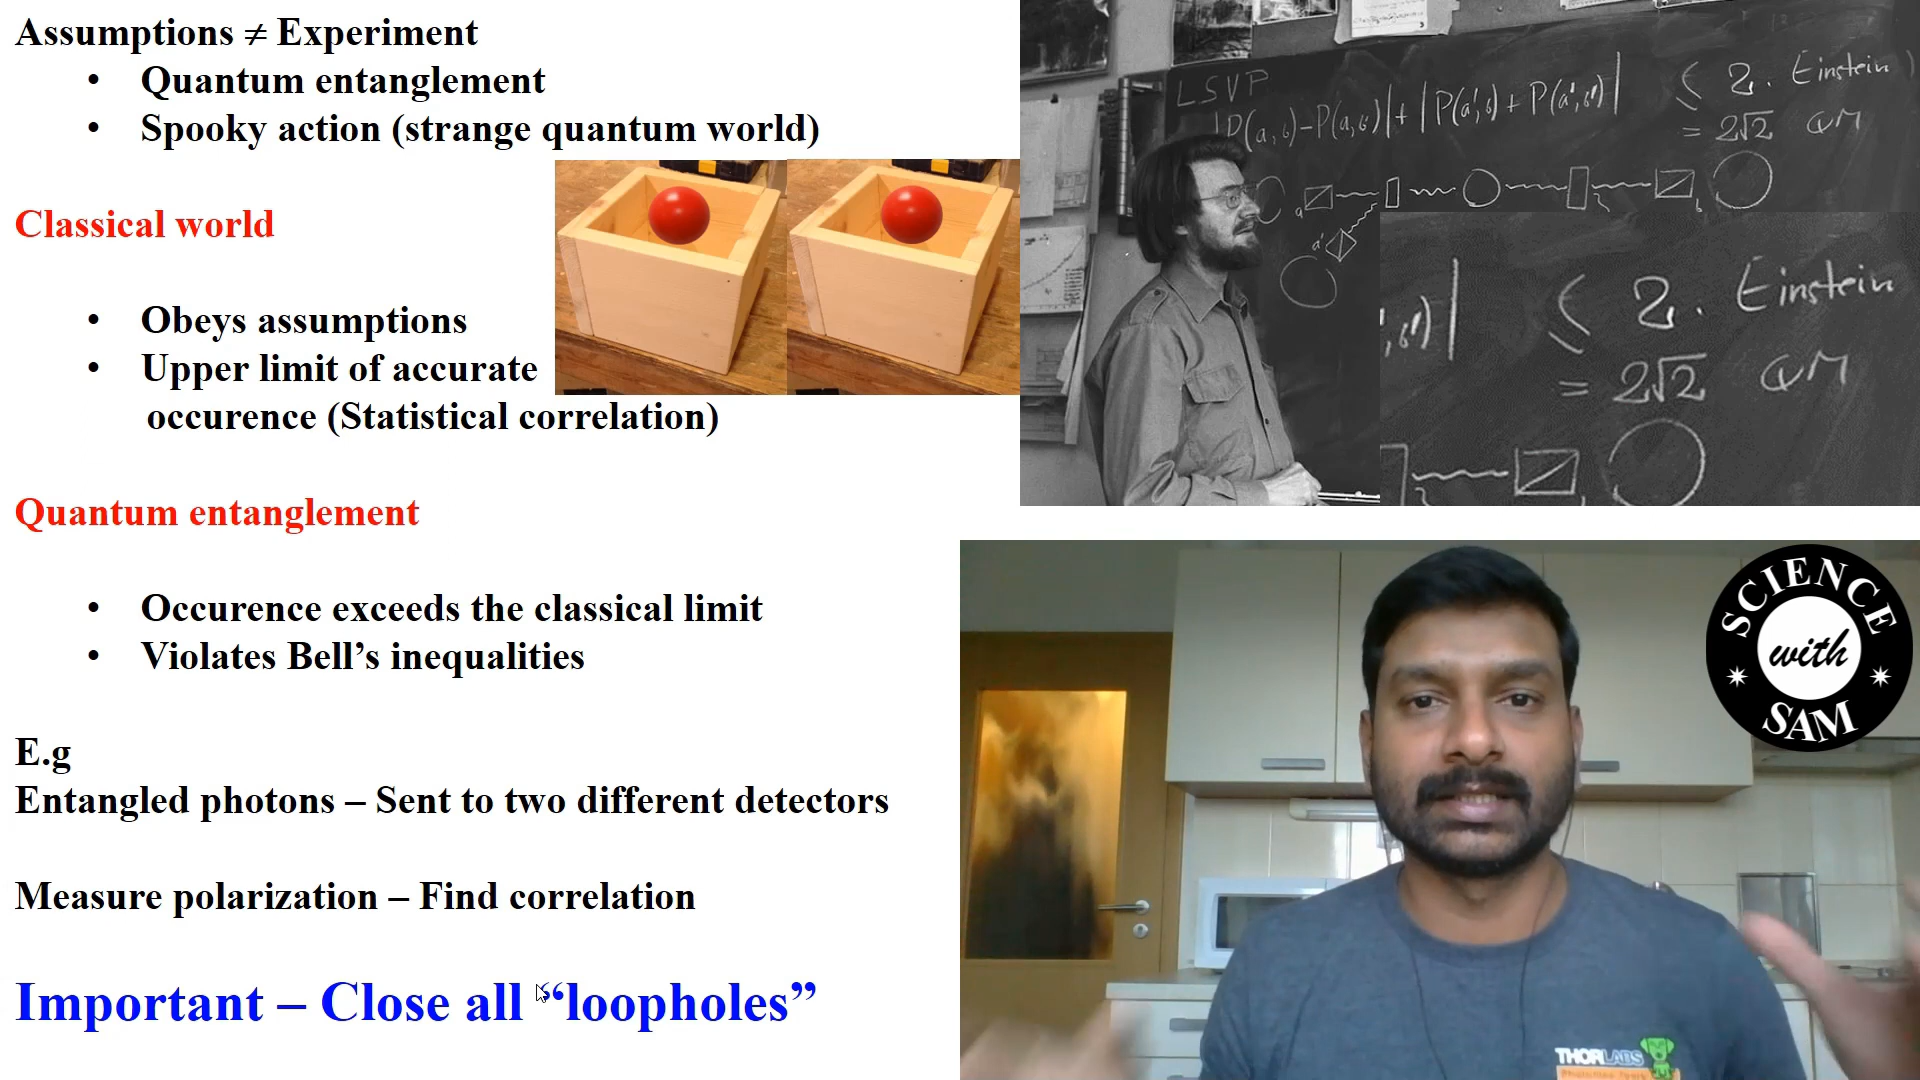 Assumptions ≠ Experiment
• Quantum entanglement
• Spooky action (strange quantum world)
Classical world
• Obeys assumptions
• Upper limit of accurate
occurence (Statistical correlation)
Quantum entanglement
• Occurence exceeds the classical limit
• Violates Bell’s inequalities
E.g
Entangled photons – Sent to two different detectors
Measure polarization – Find correlation
Important – Close all “loopholes”
LSVP
|P(a,b)-P(a,b')|+|P(a',b)+P(a',b')| ⟨ 2. Einstein
= 2√2 QM
a b
a'
,b')| ⟨ 2. Einstein
= 2√2 QM
SCIENCE
with
SAM
THORLABS